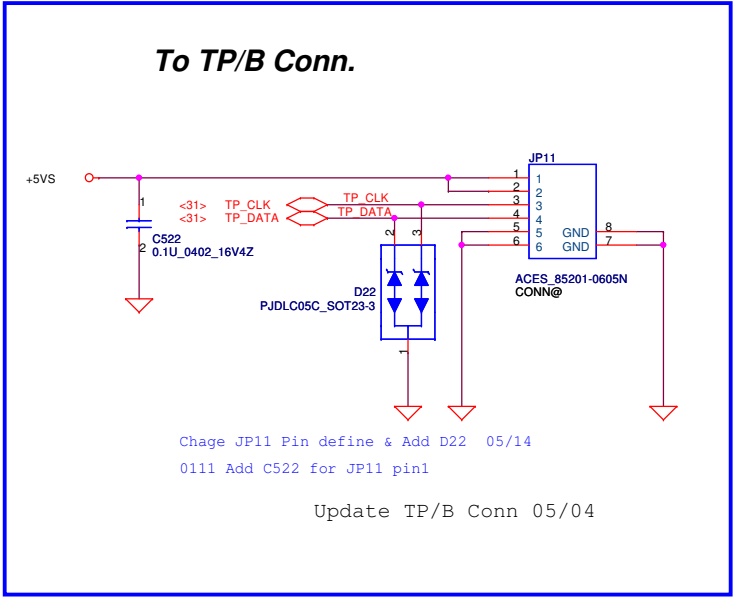 To TP/B Conn.
JP11
+5VS
1 1
2 2
<31> TP_CLK TP_CLK 3 3
<31> TP_DATA TP_DATA 4 4
5 5 GND 8
6 6 GND 7
1
2
C522
0.1U_0402_16V4Z
2 3
D22
PJDLC05C_SOT23-3
1
ACES_85201-0605N
CONN@
Chage JP11 Pin define & Add D22 05/14
0111 Add C522 for JP11 pin1
Update TP/B Conn 05/04